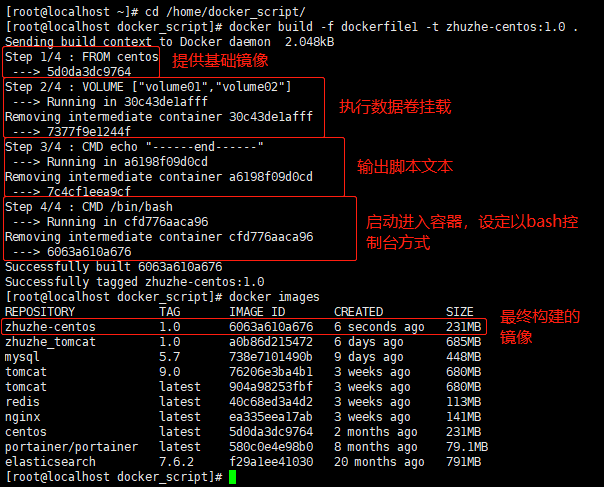 [root@localhost ~]# cd /home/docker_script/
[root@localhost docker_script]# docker build -f dockerfile1 -t zhuzhe-centos:1.0 .
Sending build context to Docker daemon  2.048kB
Step 1/4 : FROM centos
提供基础镜像
 ---> 5d0da3dc9764
Step 2/4 : VOLUME ["volume01","volume02"]
 ---> Running in 30c43de1afff
执行数据卷挂载
Removing intermediate container 30c43de1afff
 ---> 7377f9e1244f
Step 3/4 : CMD echo "------end------"
 ---> Running in a6198f09d0cd
输出脚本文本
Removing intermediate container a6198f09d0cd
 ---> 7c4cf1eea9cf
Step 4/4 : CMD /bin/bash
 ---> Running in cfd776aaca96
启动进入容器，设定以bash控
制台方式
Removing intermediate container cfd776aaca96
 ---> 6063a610a676
Successfully built 6063a610a676
Successfully tagged zhuzhe-centos:1.0
[root@localhost docker_script]# docker images
REPOSITORY TAG IMAGE ID CREATED SIZE
zhuzhe-centos 1.0 6063a610a676 6 seconds ago 231MB
最终构建的
镜像
zhuzhe_tomcat 1.0 a0b86d215472 6 days ago 685MB
mysql 5.7 738e7101490b 9 days ago 448MB
tomcat 9.0 76206e3ba4b1 3 weeks ago 680MB
tomcat latest 904a98253fbf 3 weeks ago 680MB
redis latest 40c68ed3a4d2 3 weeks ago 113MB
nginx latest ea335eea17ab 3 weeks ago 141MB
centos latest 5d0da3dc9764 2 months ago 231MB
portainer/portainer latest 580c0e4e98b0 8 months ago 79.1MB
elasticsearch 7.6.2 f29a1ee41030 20 months ago 791MB
[root@localhost docker_script]#